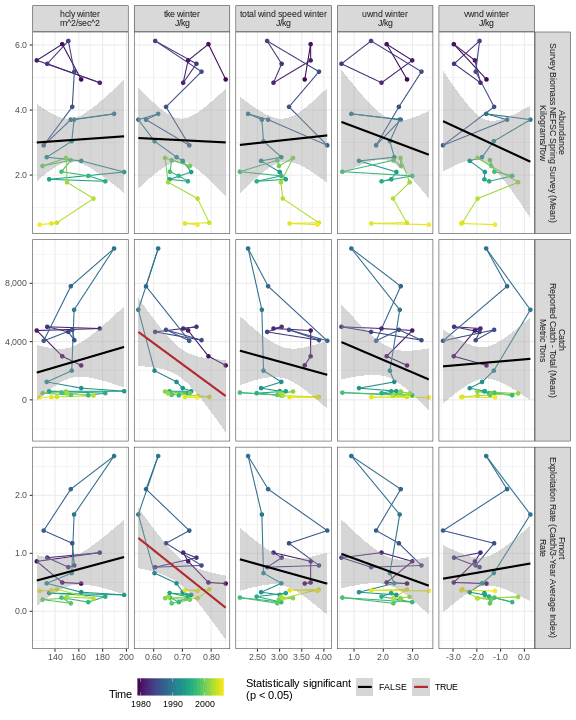 hcly winter
m^2/sec^2
tke winter
J/kg
total wind speed winter
J/kg
uwnd winter
J/kg
vwnd winter
J/kg
6.0
4.0
2.0
Abundance
Survey Biomass NEFSC Spring Survey (Mean)
Kilograms/Tow
8,000
4,000
0
Catch
Reported Catch - Total (Mean)
Metric Tons
2.0
1.0
0.0
Fmort
Exploitation Rate (Catch/3-Year Average Index)
Rate
140 160 180 200
0.60 0.70 0.80
2.50 3.00 3.50 4.00
1.0 2.0 3.0
-3.0 -2.0 -1.0 0.0
Time
1980 1990 2000
Statistically significant
(p < 0.05)
FALSE
TRUE